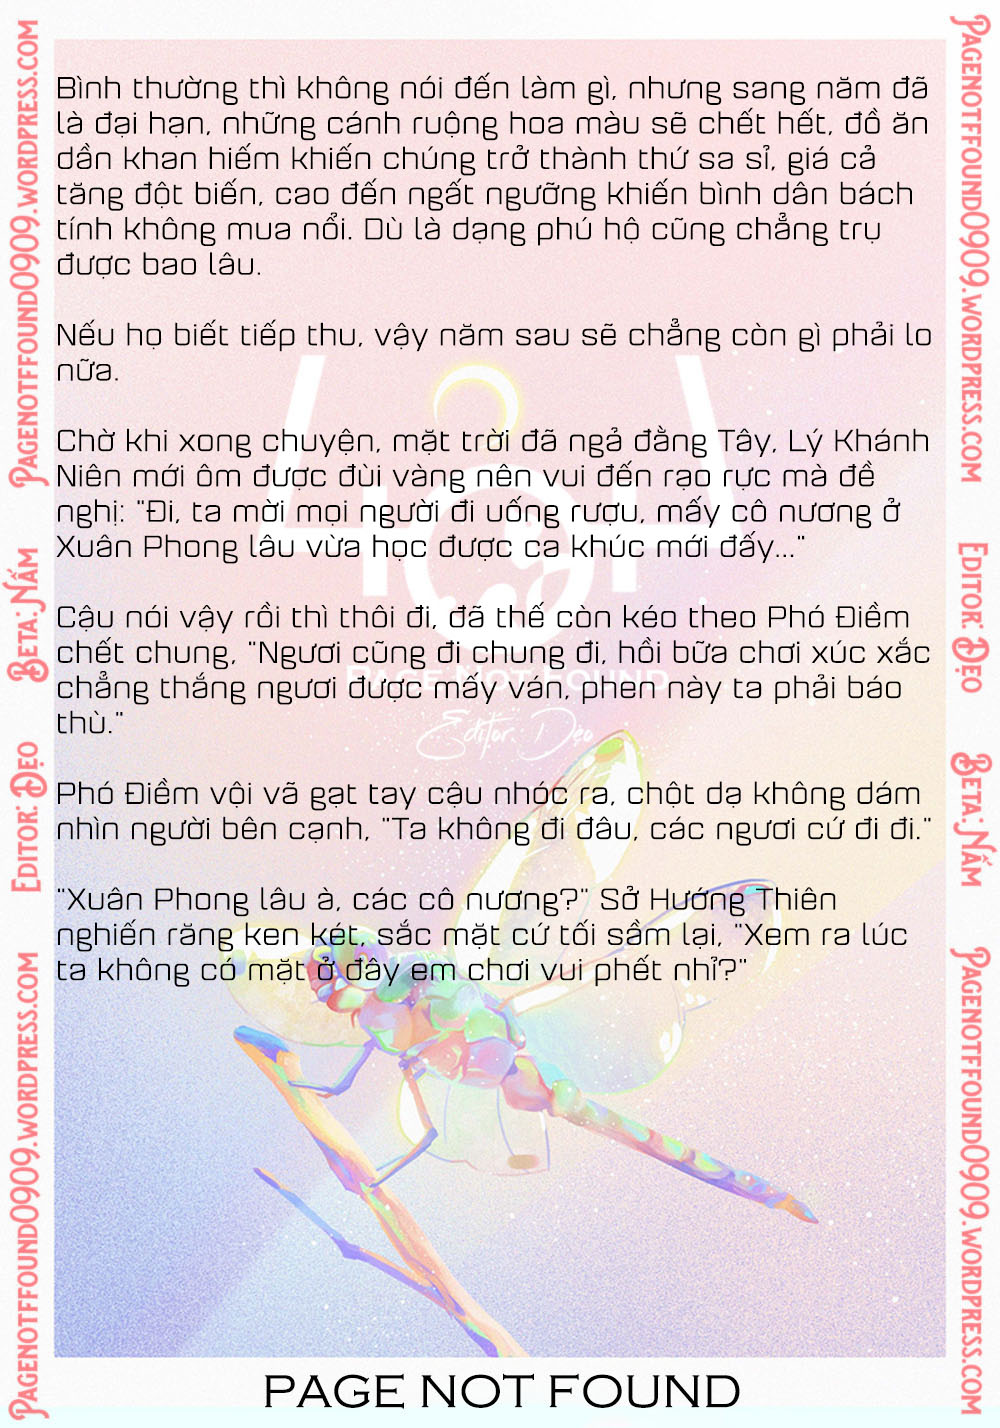 Bình thường thì không nói đến làm gì, nhưng sang năm đã
là đại hạn, những cánh ruộng hoa màu sẽ chết hết, đồ ăn
dần khan hiếm khiến chúng trở thành thứ sa sỉ, giá cả
tăng đột biến, cao đến ngất ngưỡng khiến bình dân bách
tính không mua nổi. Dù là dạng phú hộ cũng chẳng trụ
được bao lâu.
Nếu họ biết tiếp thu, vậy năm sau sẽ chẳng còn gì phải lo
nữa.
Chờ khi xong chuyện, mặt trời đã ngả đằng Tây, Lý Khánh
Niên mới ôm được đùi vàng nên vui đến rạo rực mà đề
nghị: "Đi, ta mời mọi người đi uống rượu, mấy cô nương ở
Xuân Phong lâu vừa học được ca khúc mới đấy..."
Cậu nói vậy rồi thì thôi đi, đã thế còn kéo theo Phó Điềm
chết chung, "Ngươi cũng đi chung đi, hồi bữa chơi xúc xắc
chẳng thắng ngươi được mấy ván, phen này ta phải báo
thù."
Phó Điềm vội vã gạt tay cậu nhóc ra, chột dạ không dám
nhìn người bên cạnh, "Ta không đi đâu, các ngươi cứ đi đi."
"Xuân Phong lâu à, các cô nương?" Sở Hướng Thiên
nghiến răng ken két, sắc mặt cứ tối sầm lại, "Xem ra lúc
ta không có mặt ở đây em chơi vui phết nhỉ?"
404
Page Not Found
Editor: Dẹo
PAGE NOT FOUND
Pagenotffound0909.wordpress.com
Editor: Dẹo
Beta: Nấm
Pagenotffound0909.wordpress.com
Pagenotffound0909.wordpress.com
Editor: Dẹo
Beta: Nấm
Pagenotffound0909.wordpress.com